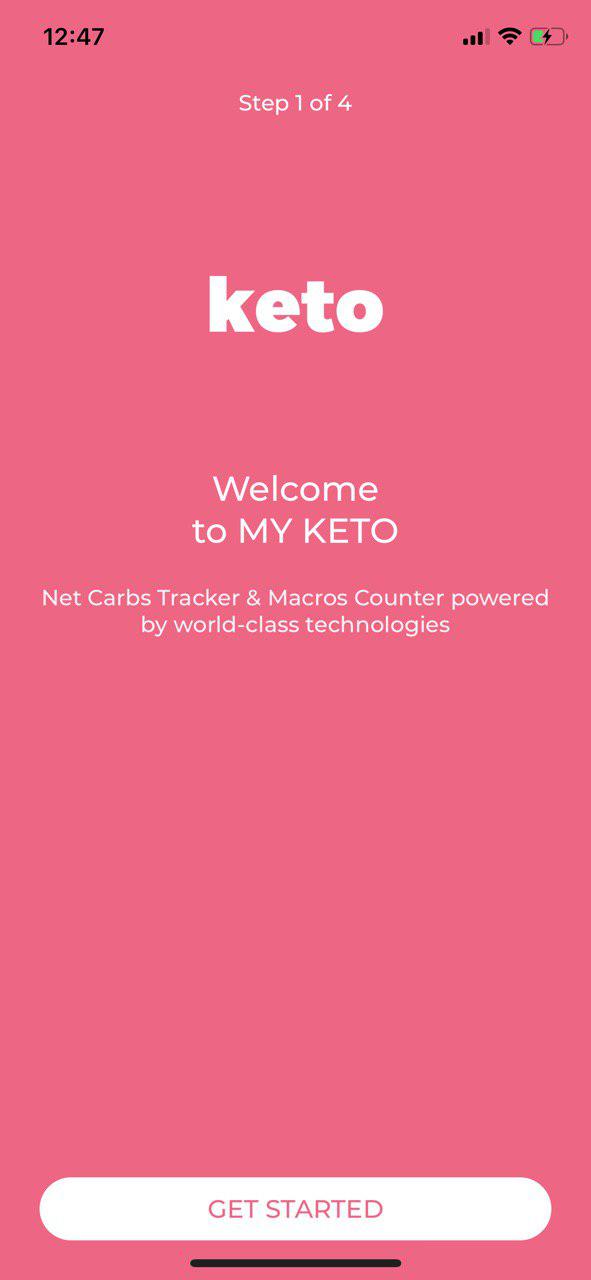 12:47
Step 1 of 4
keto
Welcome
to MY KETO
Net Carbs Tracker & Macros Counter powered
by world-class technologies
GET STARTED